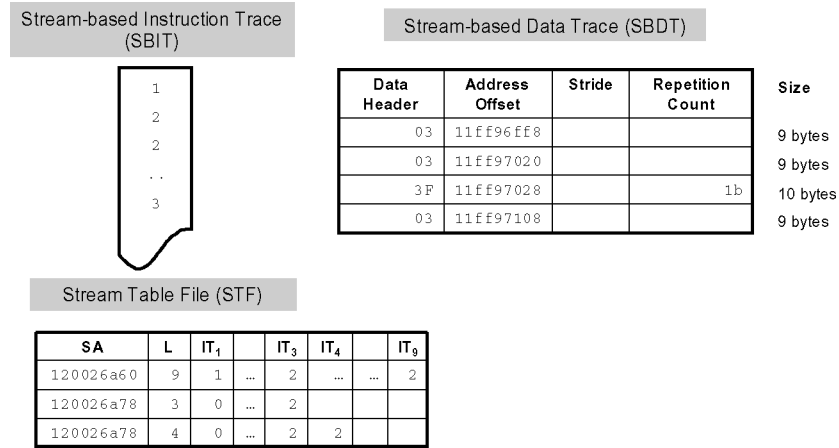 Stream-based Instruction Trace
(SBIT)
1
2
2
..
3
Stream-based Data Trace (SBDT)
Data Header Address Offset Stride Repetition Count Size
03 11ff96ff8 9 bytes
03 11ff97020 9 bytes
3F 11ff97028 1b 10 bytes
03 11ff97108 9 bytes
Stream Table File (STF)
SA L IT1 IT3 IT4 IT9
120026a60 9 1 ... 2 ... ... 2
120026a78 3 0 ... 2
120026a78 4 0 ... 2 2